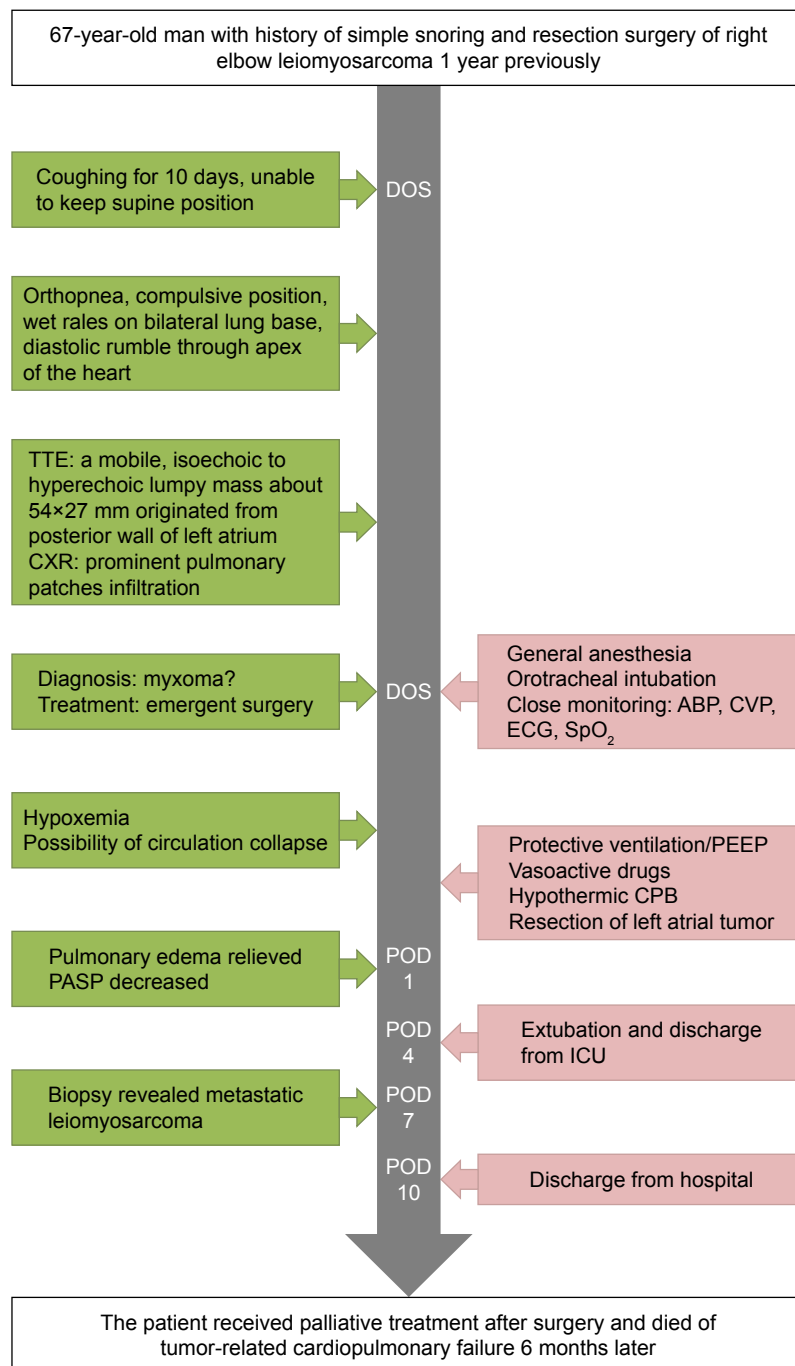 67-year-old man with history of simple snoring and resection surgery of right
elbow leiomyosarcoma 1 year previously
Coughing for 10 days, unable
to keep supine position
DOS
Orthopnea, compulsive position,
wet rales on bilateral lung base,
diastolic rumble through apex
of the heart
TTE: a mobile, isoechoic to
hyperechoic lumpy mass about
54×27 mm originated from
posterior wall of left atrium
CXR: prominent pulmonary
patches infiltration
Diagnosis: myxoma?
Treatment: emergent surgery
DOS
General anesthesia
Orotracheal intubation
Close monitoring: ABP, CVP,
ECG, SpO₂
Hypoxemia
Possibility of circulation collapse
Protective ventilation/PEEP
Vasoactive drugs
Hypothermic CPB
Resection of left atrial tumor
Pulmonary edema relieved
PASP decreased
POD
1
POD
4
Extubation and discharge
from ICU
Biopsy revealed metastatic
leiomyosarcoma
POD
7
POD
10
Discharge from hospital
The patient received palliative treatment after surgery and died of
tumor-related cardiopulmonary failure 6 months later